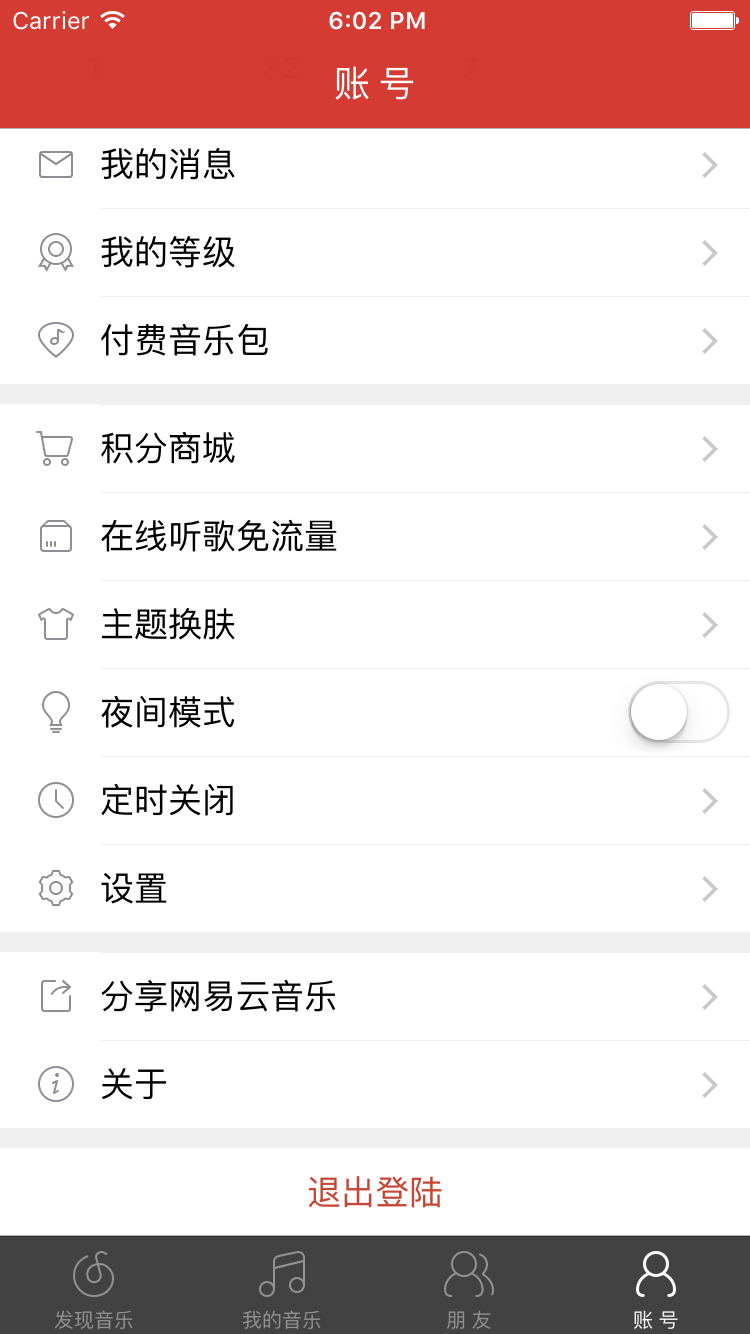 Carrier 6:02 PM
1 32 7
账 号
我的消息
我的等级
付费音乐包
积分商城
在线听歌免流量
主题换肤
夜间模式
定时关闭
设置
分享网易云音乐
关于
退出登陆
发现音乐 我的音乐 朋 友 账 号